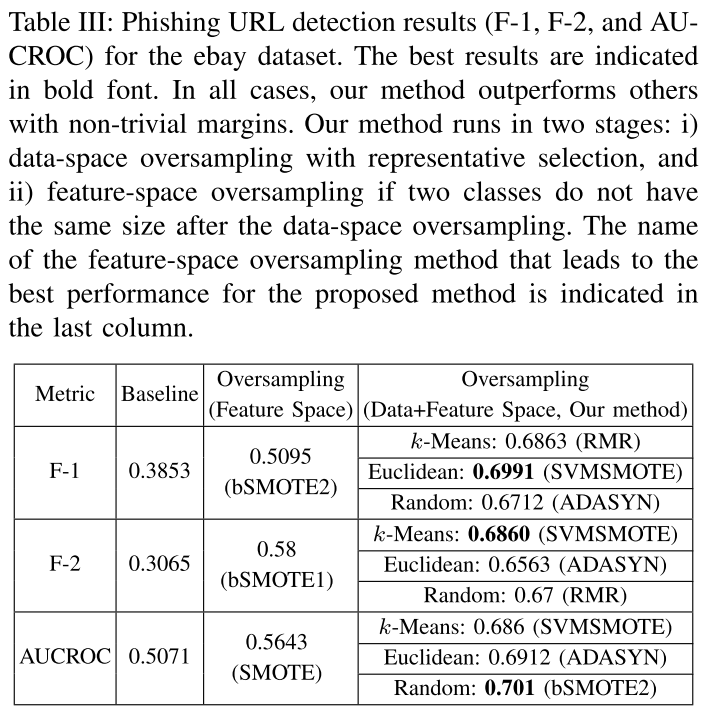 Table III: Phishing URL detection results (F-1, F-2, and AU-
CROC) for the ebay dataset. The best results are indicated
in bold font. In all cases, our method outperforms others
with non-trivial margins. Our method runs in two stages: i)
data-space oversampling with representative selection, and
ii) feature-space oversampling if two classes do not have
the same size after the data-space oversampling. The name
of the feature-space oversampling method that leads to the
best performance for the proposed method is indicated in
the last column.
Metric Baseline Oversampling (Feature Space) Oversampling (Data+Feature Space, Our method)
F-1 0.3853 0.5095 (bSMOTE2) k-Means: 0.6863 (RMR)
Euclidean: 0.6991 (SVMSMOTE)
Random: 0.6712 (ADASYN)
F-2 0.3065 0.58 (bSMOTE1) k-Means: 0.6860 (SVMSMOTE)
Euclidean: 0.6563 (ADASYN)
Random: 0.67 (RMR)
AUCROC 0.5071 0.5643 (SMOTE) k-Means: 0.686 (SVMSMOTE)
Euclidean: 0.6912 (ADASYN)
Random: 0.701 (bSMOTE2)